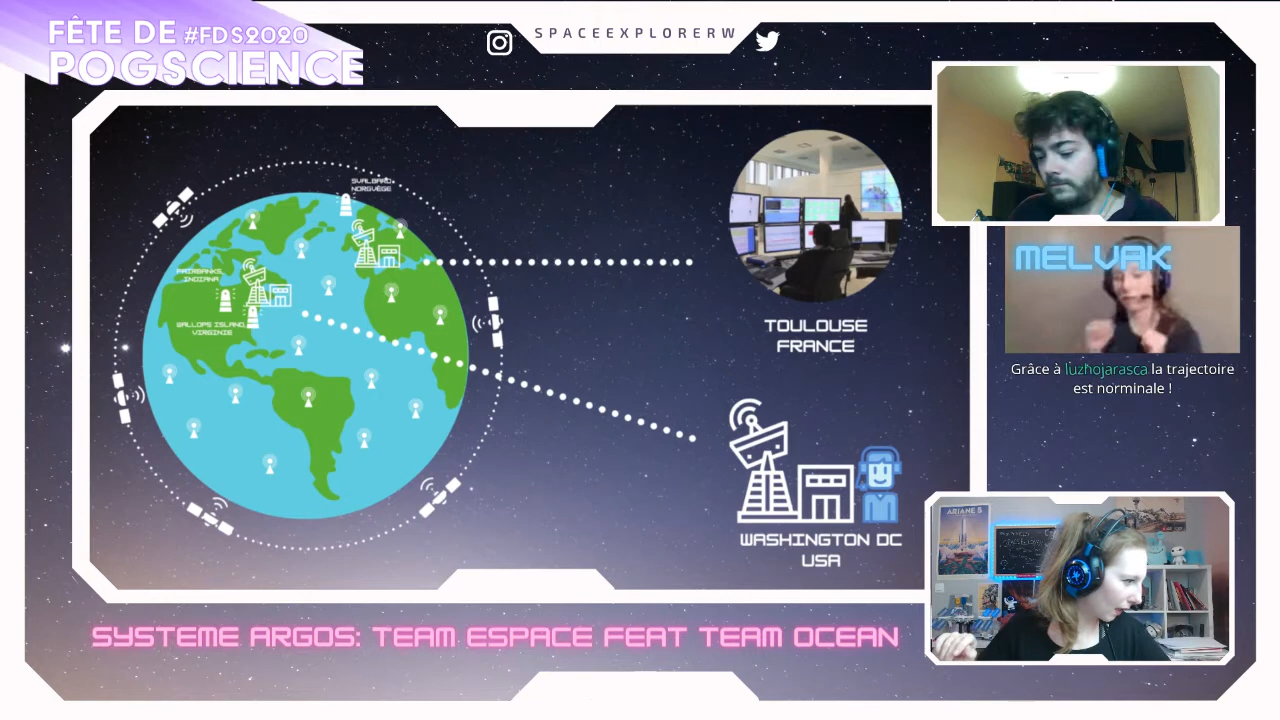 FÊTE DE #FDS2020
POGSCIENCE
SPACEEXPLORERW
SVALBARD,
NORVÈGE
FAIRBANKS,
INDIANA
WALLOPS ISLAND,
VIRGINIE
TOULOUSE
FRANCE
WASHINGTON DC
USA
MELVAK
Grâce à luzhojarasca la trajectoire
est norminale !
ARIANE 5
SYSTEME ARGOS: TEAM ESPACE FEAT TEAM OCEAN